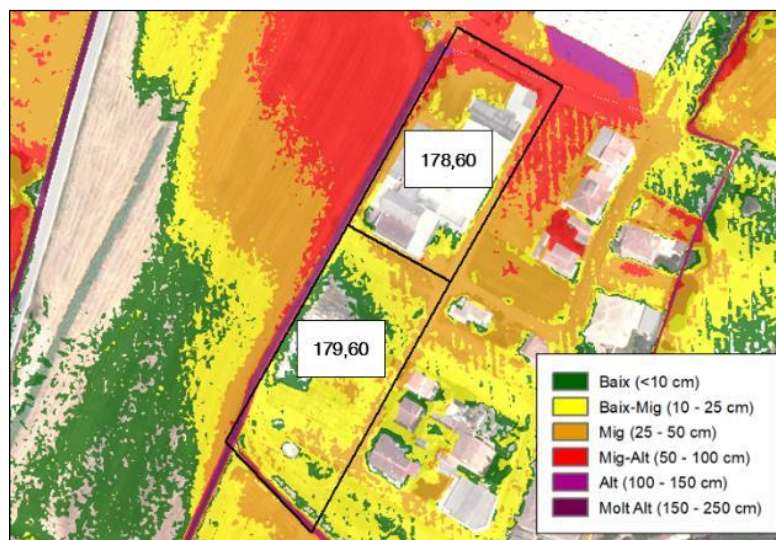 178,60
179,60
Baix (<10 cm)
Baix-Mig (10 - 25 cm)
Mig (25 - 50 cm)
Mig-Alt (50 - 100 cm)
Alt (100 - 150 cm)
Molt Alt (150 - 250 cm)